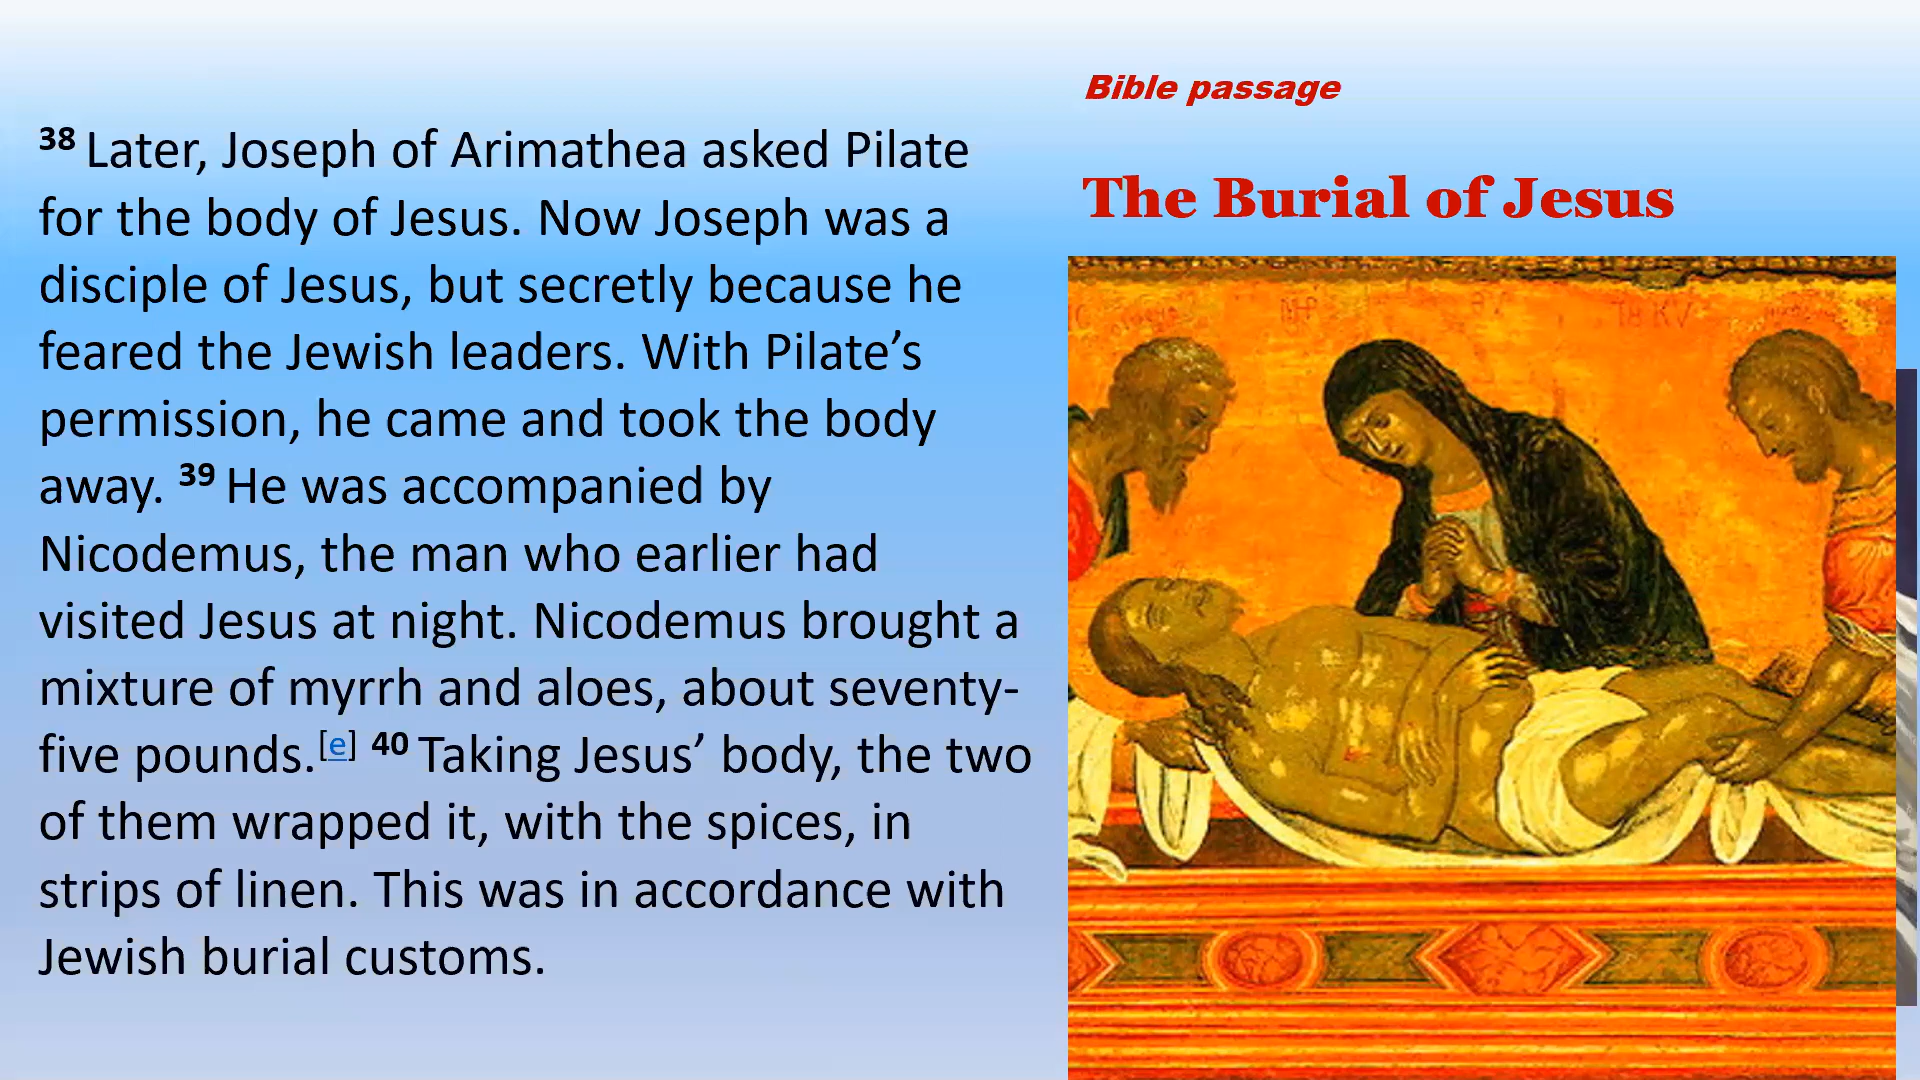 Bible passage
The Burial of Jesus
38 Later, Joseph of Arimathea asked Pilate
for the body of Jesus. Now Joseph was a
disciple of Jesus, but secretly because he
feared the Jewish leaders. With Pilate’s
permission, he came and took the body
away. 39 He was accompanied by
Nicodemus, the man who earlier had
visited Jesus at night. Nicodemus brought a
mixture of myrrh and aloes, about seventy-
five pounds.[e] 40 Taking Jesus’ body, the two
of them wrapped it, with the spices, in
strips of linen. This was in accordance with
Jewish burial customs.